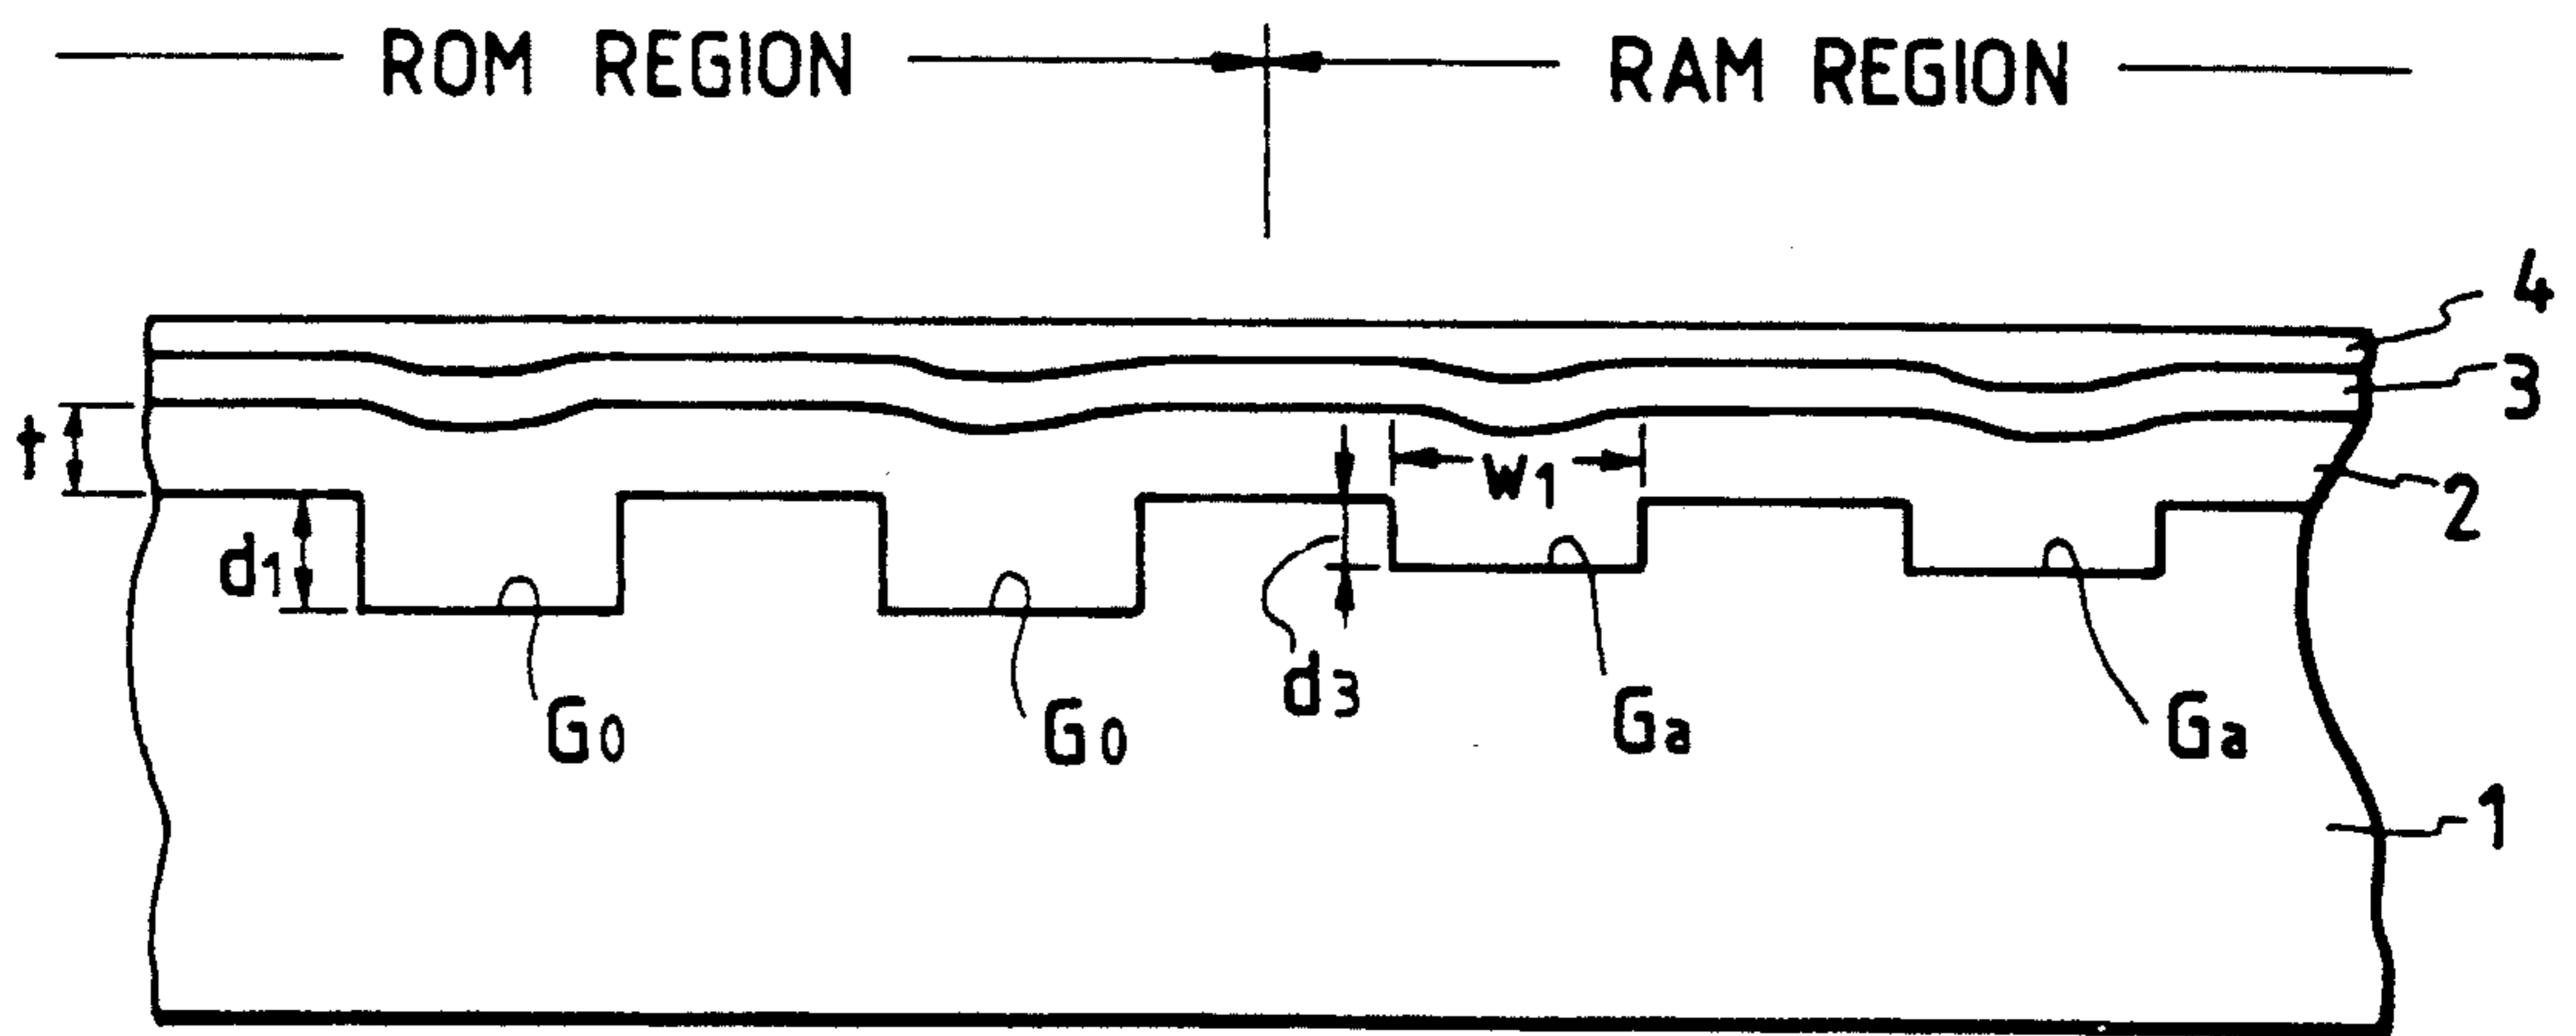 ROM REGION RAM REGION
4
3
t
W1
2
d1
d3
G0 G0 Ga Ga
1